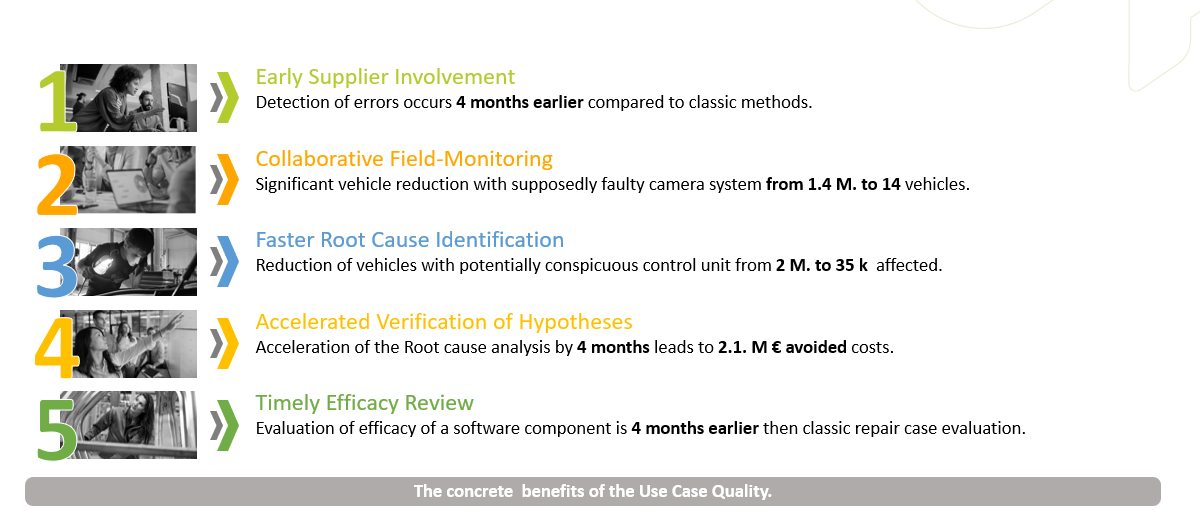 1
Early Supplier Involvement
Detection of errors occurs 4 months earlier compared to classic methods.
2
Collaborative Field-Monitoring
Significant vehicle reduction with supposedly faulty camera system from 1.4 M. to 14 vehicles.
3
Faster Root Cause Identification
Reduction of vehicles with potentially conspicuous control unit from 2 M. to 35 k  affected.
4
Accelerated Verification of Hypotheses
Acceleration of the Root cause analysis by 4 months leads to 2.1. M € avoided costs.
5
Timely Efficacy Review
Evaluation of efficacy of a software component is 4 months earlier then classic repair case evaluation.
The concrete  benefits of the Use Case Quality.